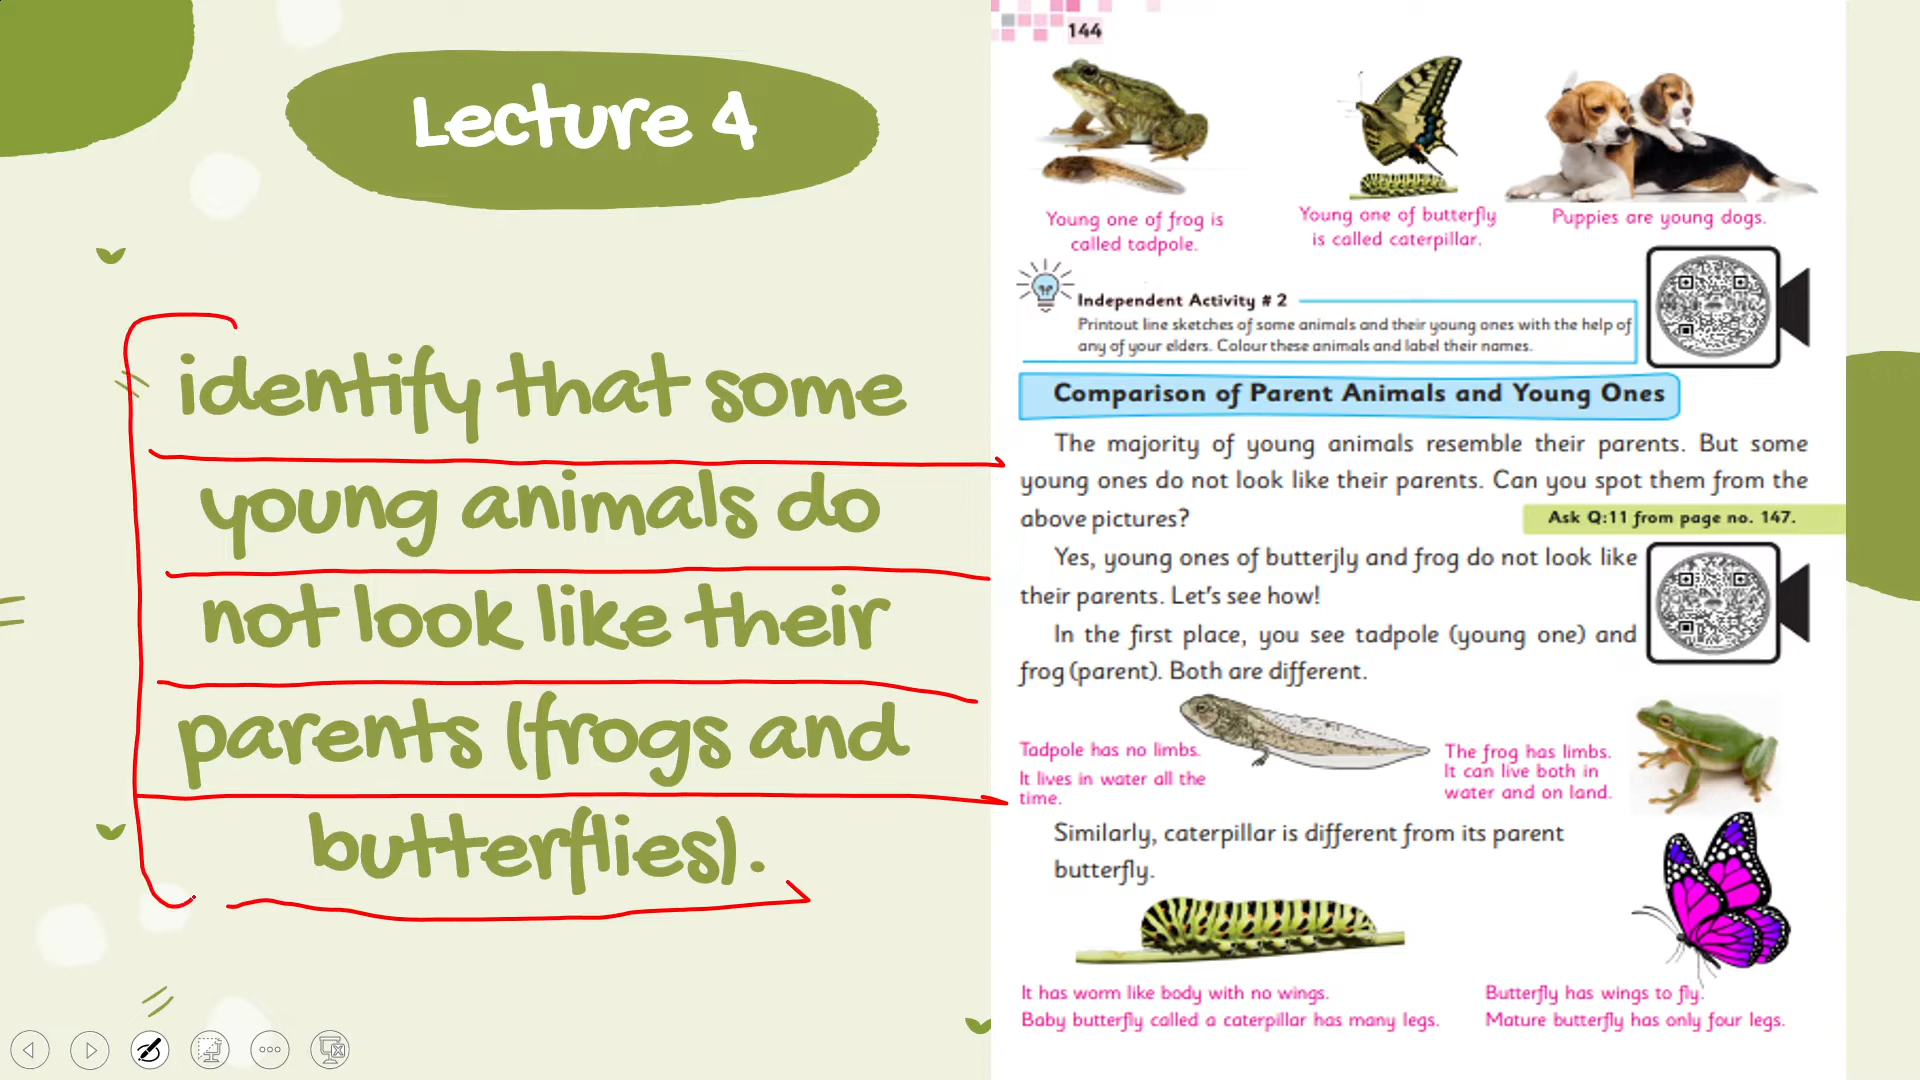 Lecture 4
identify that some
young animals do
not look like their
parents (frogs and
butterflies).
144
Young one of frog is
called tadpole.
Young one of butterfly
is called caterpillar.
Puppies are young dogs.
Independent Activity # 2
Printout line sketches of some animals and their young ones with the help of
any of your elders. Colour these animals and label their names.
Comparison of Parent Animals and Young Ones
The majority of young animals resemble their parents. But some
young ones do not look like their parents. Can you spot them from the
above pictures?
Ask Q:11 from page no. 147.
Yes, young ones of butterjly and frog do not look like
their parents. Let's see how!
In the first place, you see tadpole (young one) and
frog (parent). Both are different.
Tadpole has no limbs.
It lives in water all the
time.
The frog has limbs.
It can live both in
water and on land.
Similarly, caterpillar is different from its parent
butterfly.
It has worm like body with no wings.
Baby butterfly called a caterpillar has many legs.
Butterfly has wings to fly.
Mature butterfly has only four legs.